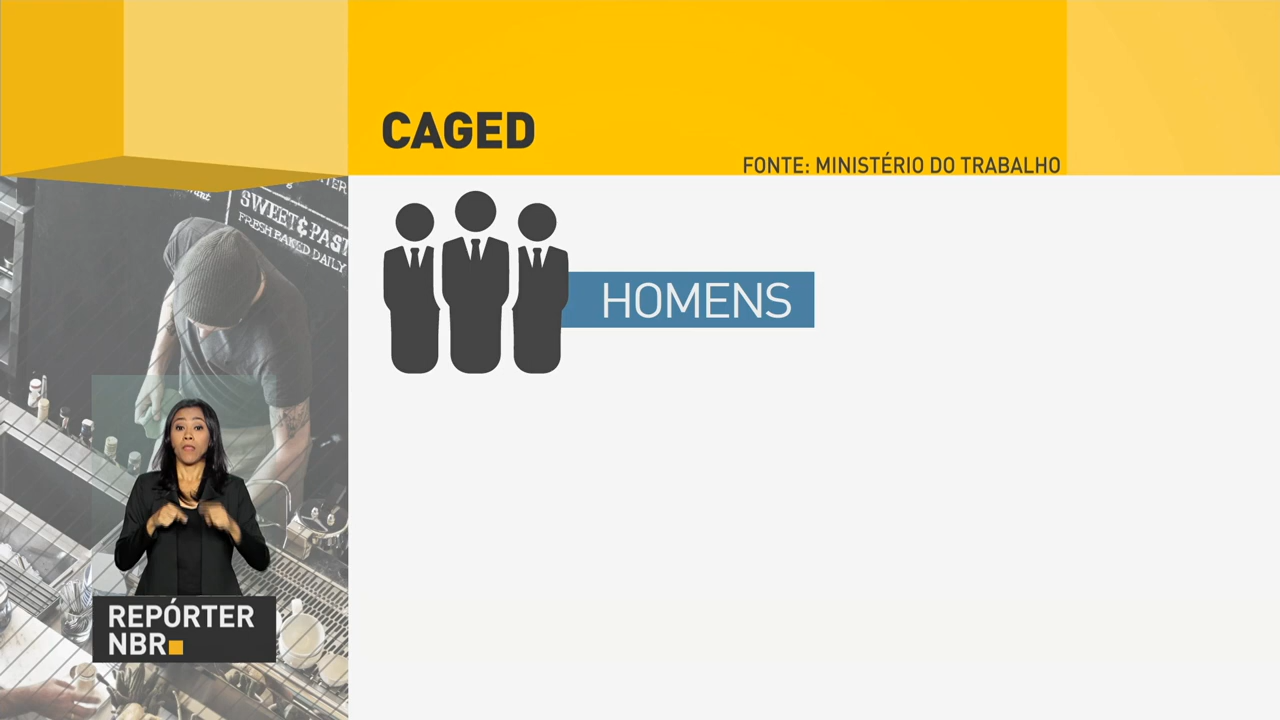 CAGED
FONTE: MINISTÉRIO DO TRABALHO
SWEET & PAST
FRESH BAKED DAILY
HOMENS
REPÓRTER
NBR